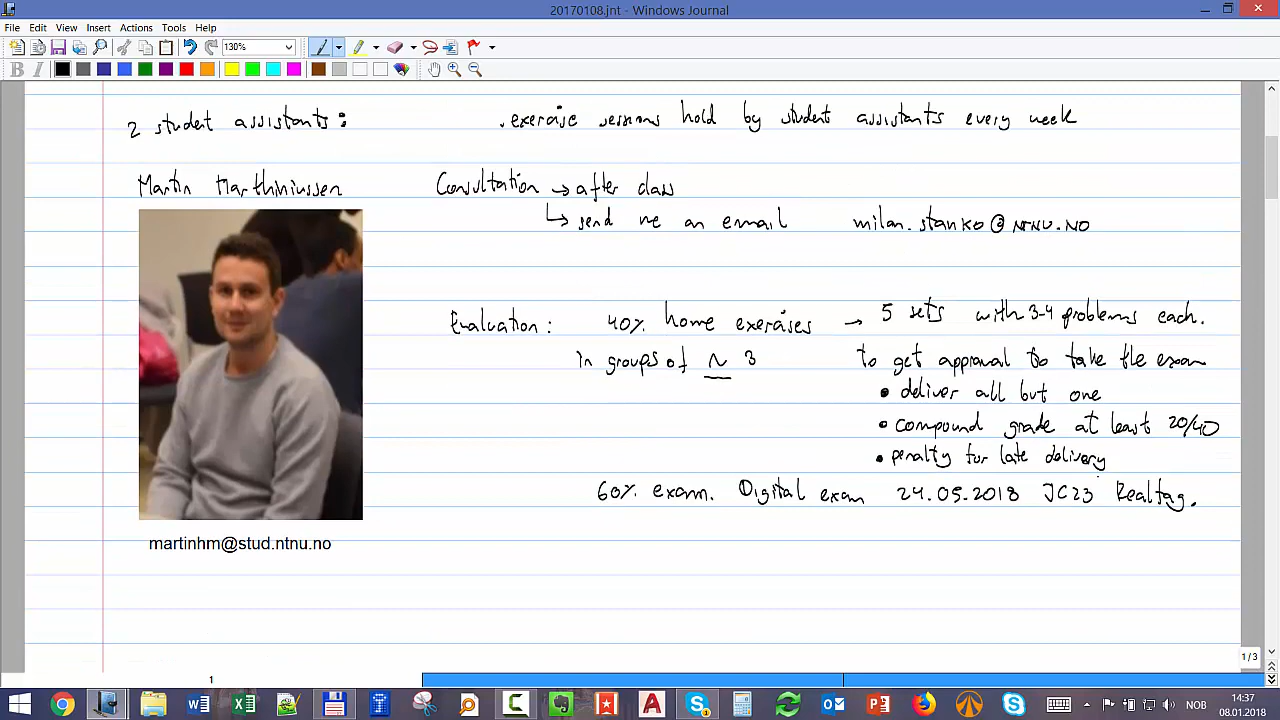 20170108.jnt - Windows Journal
File Edit View Insert Actions Tools Help
130%
2 student assistants:
. exercise sessions hold by student assistants every week
Martin Marthiniussen
Consultation → after class
↳ send me an email milan.stanko@NTNU.NO
Evaluation: 40% home exercises → 5 sets with 3-4 problems each.
in groups of ~ 3 to get approval to take the exam
• deliver all but one
• compound grade at least 20/40
• penalty for late delivery
60% exam. Digital exam 24.05.2018 JC23 Realtag.
martinhm@stud.ntnu.no
1/3
1
NOB
14:37
08.01.2018